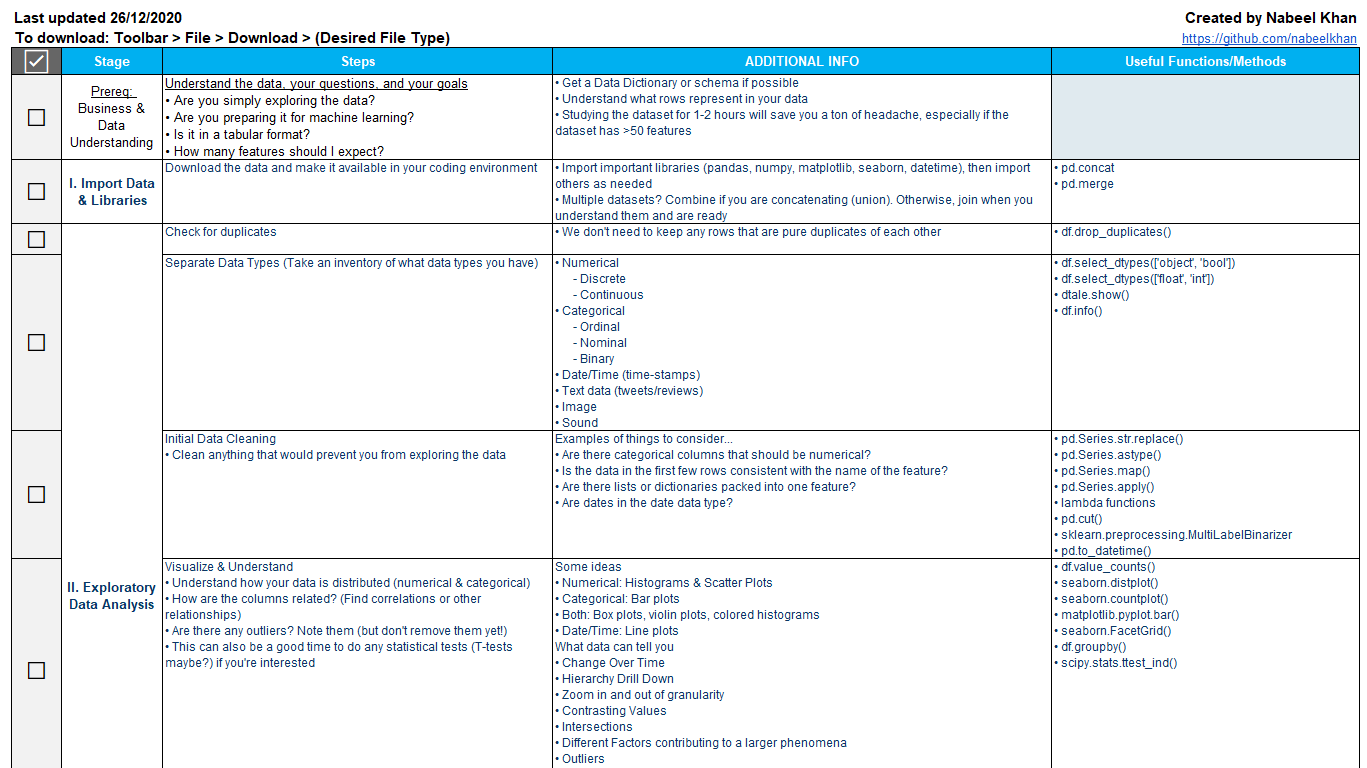 Last updated 26/12/2020
Created by Nabeel Khan
To download: Toolbar > File > Download > (Desired File Type)
https://github.com/nabeelkhan
Stage
Steps
ADDITIONAL INFO
Useful Functions/Methods
Prereq:
Business &
Data
Understanding
Understand the data, your questions, and your goals
• Are you simply exploring the data?
• Are you preparing it for machine learning?
• Is it in a tabular format?
• How many features should I expect?
• Get a Data Dictionary or schema if possible
• Understand what rows represent in your data
• Studying the dataset for 1-2 hours will save you a ton of headache, especially if the
dataset has >50 features
I. Import Data
& Libraries
Download the data and make it available in your coding environment
• Import important libraries (pandas, numpy, matplotlib, seaborn, datetime), then import
others as needed
• Multiple datasets? Combine if you are concatenating (union). Otherwise, join when you
understand them and are ready
• pd.concat
• pd.merge
II. Exploratory
Data Analysis
Check for duplicates
• We don't need to keep any rows that are pure duplicates of each other
• df.drop_duplicates()
Separate Data Types (Take an inventory of what data types you have)
• Numerical
- Discrete
- Continuous
• Categorical
- Ordinal
- Nominal
- Binary
• Date/Time (time-stamps)
• Text data (tweets/reviews)
• Image
• Sound
• df.select_dtypes(['object', 'bool'])
• df.select_dtypes(['float', 'int'])
• dtale.show()
• df.info()
Initial Data Cleaning
• Clean anything that would prevent you from exploring the data
Examples of things to consider...
• Are there categorical columns that should be numerical?
• Is the data in the first few rows consistent with the name of the feature?
• Are there lists or dictionaries packed into one feature?
• Are dates in the date data type?
• pd.Series.str.replace()
• pd.Series.astype()
• pd.Series.map()
• pd.Series.apply()
• lambda functions
• pd.cut()
• sklearn.preprocessing.MultiLabelBinarizer
• pd.to_datetime()
Visualize & Understand
• Understand how your data is distributed (numerical & categorical)
• How are the columns related? (Find correlations or other
relationships)
• Are there any outliers? Note them (but don't remove them yet!)
• This can also be a good time to do any statistical tests (T-tests
maybe?) if you're interested
Some ideas
• Numerical: Histograms & Scatter Plots
• Categorical: Bar plots
• Both: Box plots, violin plots, colored histograms
• Date/Time: Line plots
What data can tell you
• Change Over Time
• Hierarchy Drill Down
• Zoom in and out of granularity
• Contrasting Values
• Intersections
• Different Factors contributing to a larger phenomena
• Outliers
• df.value_counts()
• seaborn.distplot()
• seaborn.countplot()
• matplotlib.pyplot.bar()
• seaborn.FacetGrid()
• df.groupby()
• scipy.stats.ttest_ind()